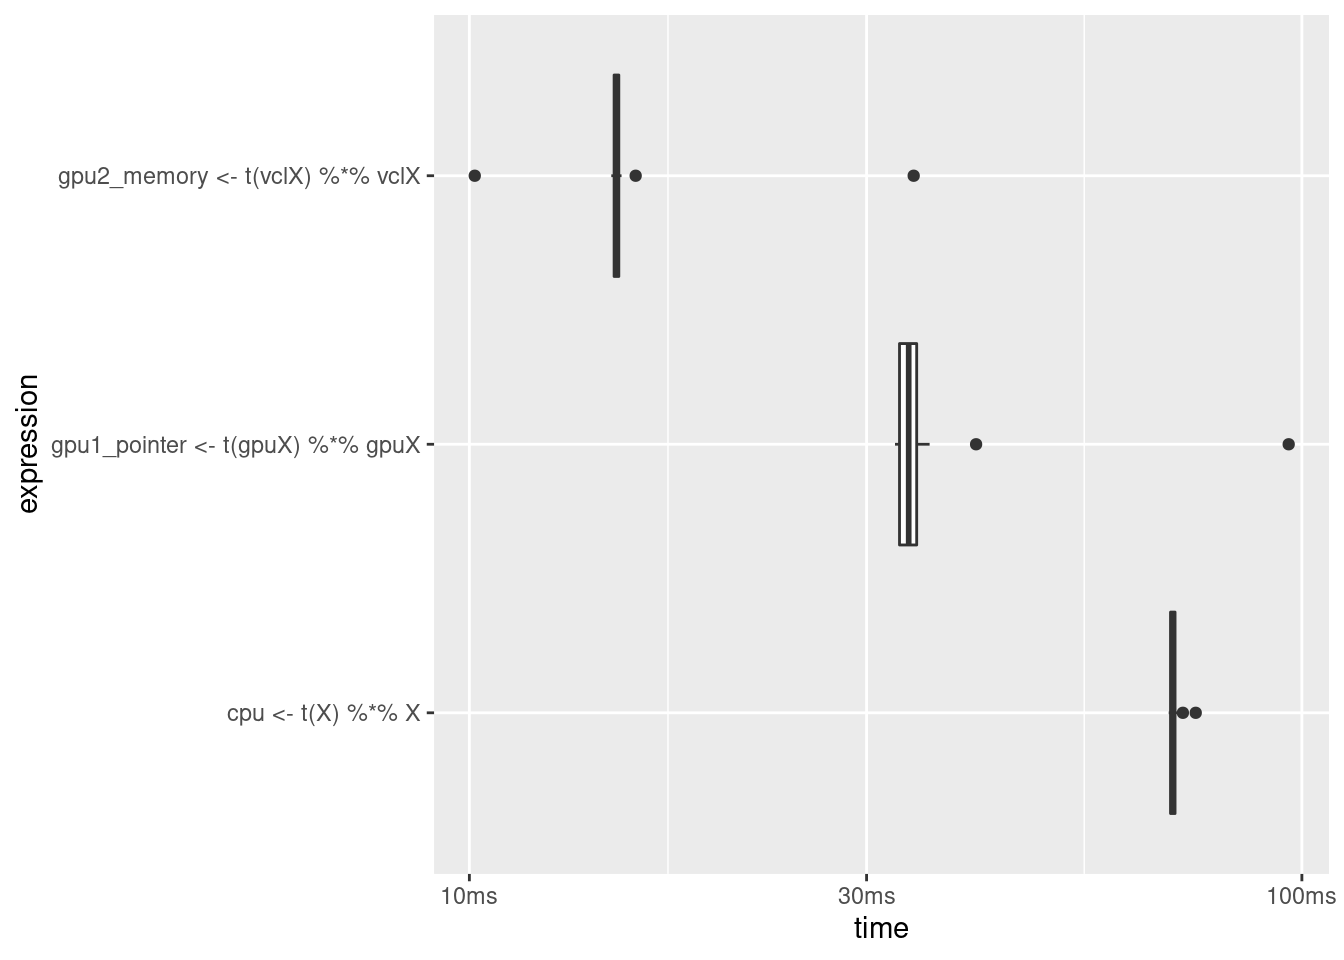 expression
gpu2_memory <- t(vclX) %*% vclX
gpu1_pointer <- t(gpuX) %*% gpuX
cpu <- t(X) %*% X
10ms
30ms
100ms
time